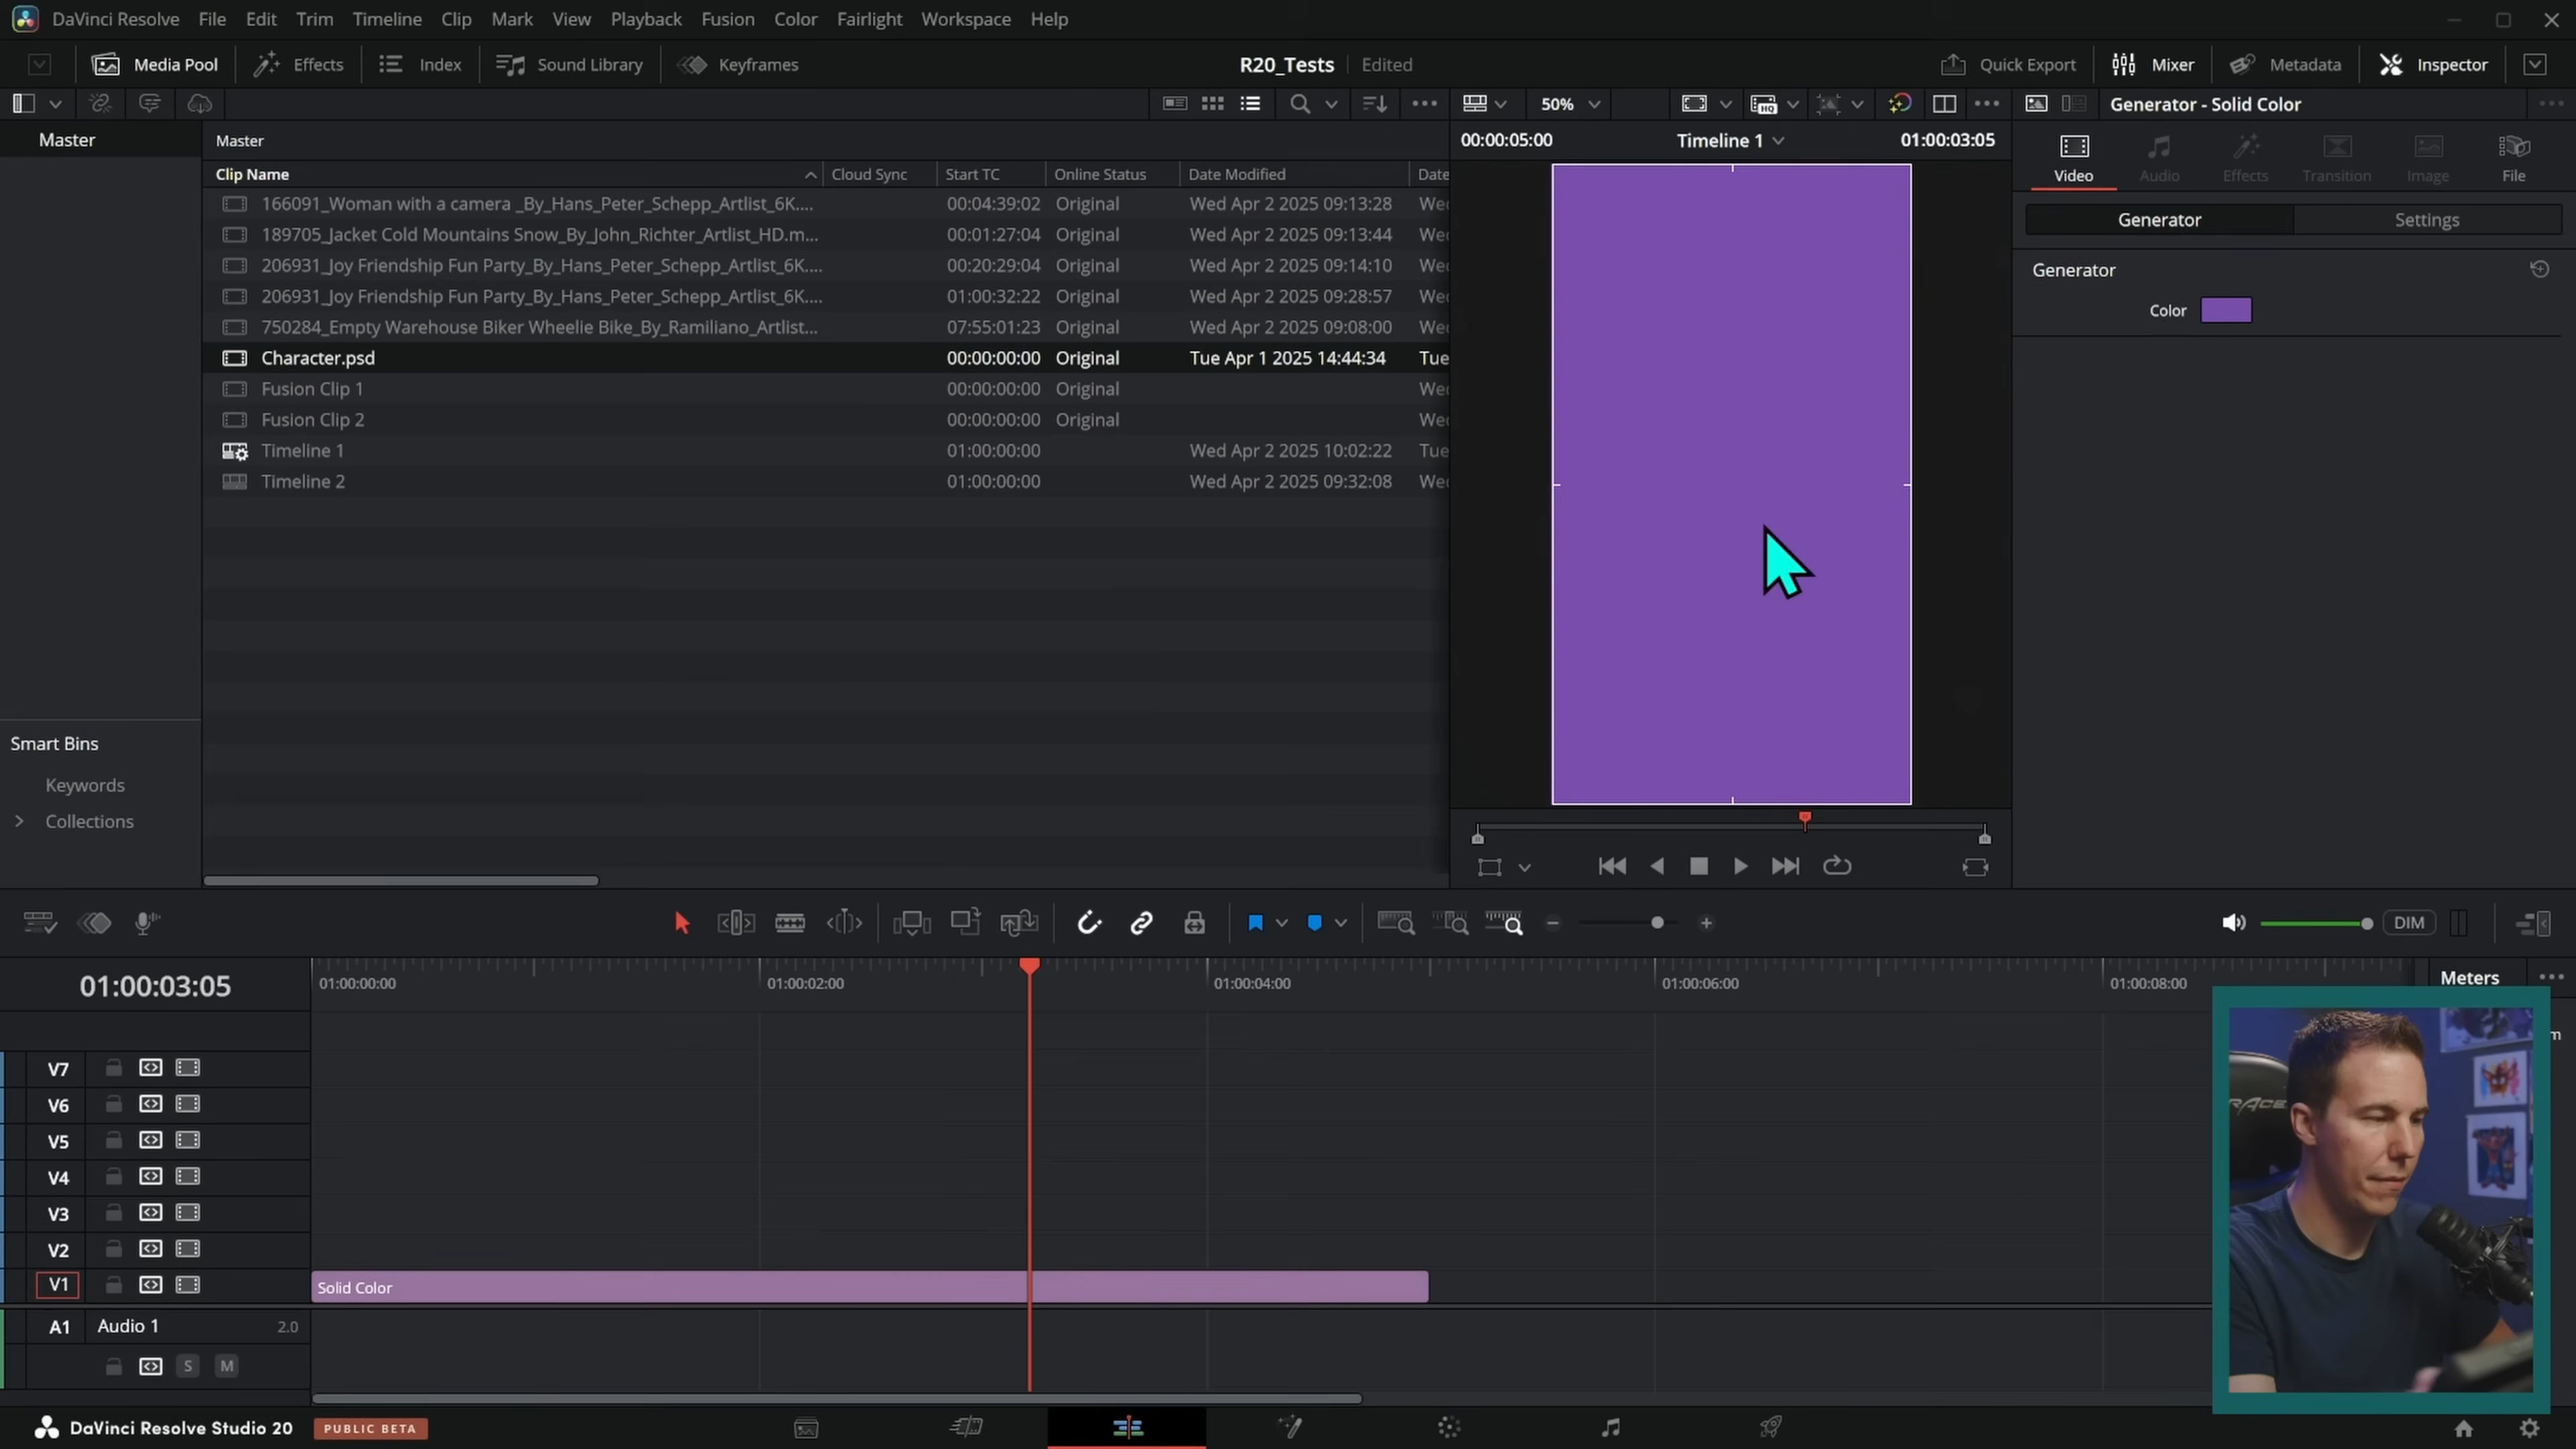 DaVinci Resolve File Edit Trim Timeline Clip Mark View Playback Fusion Color Fairlight Workspace Help
Media Pool Effects Index Sound Library Keyframes R20_Tests Edited Quick Export Mixer Metadata Inspector
50% Generator - Solid Color
Master Master 00:00:05:00 Timeline 1 01:00:03:05
Clip Name Cloud Sync Start TC Online Status Date Modified Date
Video Audio Effects Transition Image File
166091_Woman with a camera _By_Hans_Peter_Schepp_Artlist_6K.... 00:04:39:02 Original Wed Apr 2 2025 09:13:28 Wed
Generator Settings
189705_Jacket Cold Mountains Snow_By_John_Richter_Artlist_HD.m... 00:01:27:04 Original Wed Apr 2 2025 09:13:44 Wed
206931_Joy Friendship Fun Party_By_Hans_Peter_Schepp_Artlist_6K.... 00:20:29:04 Original Wed Apr 2 2025 09:14:10 Wed
Generator
206931_Joy Friendship Fun Party_By_Hans_Peter_Schepp_Artlist_6K.... 01:00:32:22 Original Wed Apr 2 2025 09:28:57 Wed
Color
750284_Empty Warehouse Biker Wheelie Bike_By_Ramiliano_Artlist... 07:55:01:23 Original Wed Apr 2 2025 09:08:00 Wed
Character.psd 00:00:00:00 Original Tue Apr 1 2025 14:44:34 Tue
Fusion Clip 1 00:00:00:00 Original Wed
Fusion Clip 2 00:00:00:00 Original Wed
Timeline 1 01:00:00:00 Wed Apr 2 2025 10:02:22 Tue
Timeline 2 01:00:00:00 Wed Apr 2 2025 09:32:08 Wed
Smart Bins
Keywords
Collections
DIM
01:00:03:05 01:00:00:00 01:00:02:00 01:00:04:00 01:00:06:00 01:00:08:00 Meters
V7
V6
V5
V4
V3
V2
V1 Solid Color
A1 Audio 1 2.0
S M
DaVinci Resolve Studio 20 PUBLIC BETA